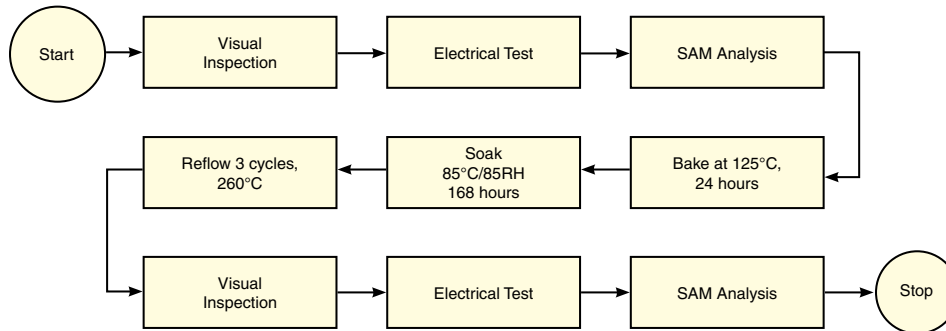 Start
Visual
Inspection
Electrical Test
SAM Analysis
Bake at 125°C,
24 hours
Soak
85°C/85RH
168 hours
Reflow 3 cycles,
260°C
Visual
Inspection
Electrical Test
SAM Analysis
Stop